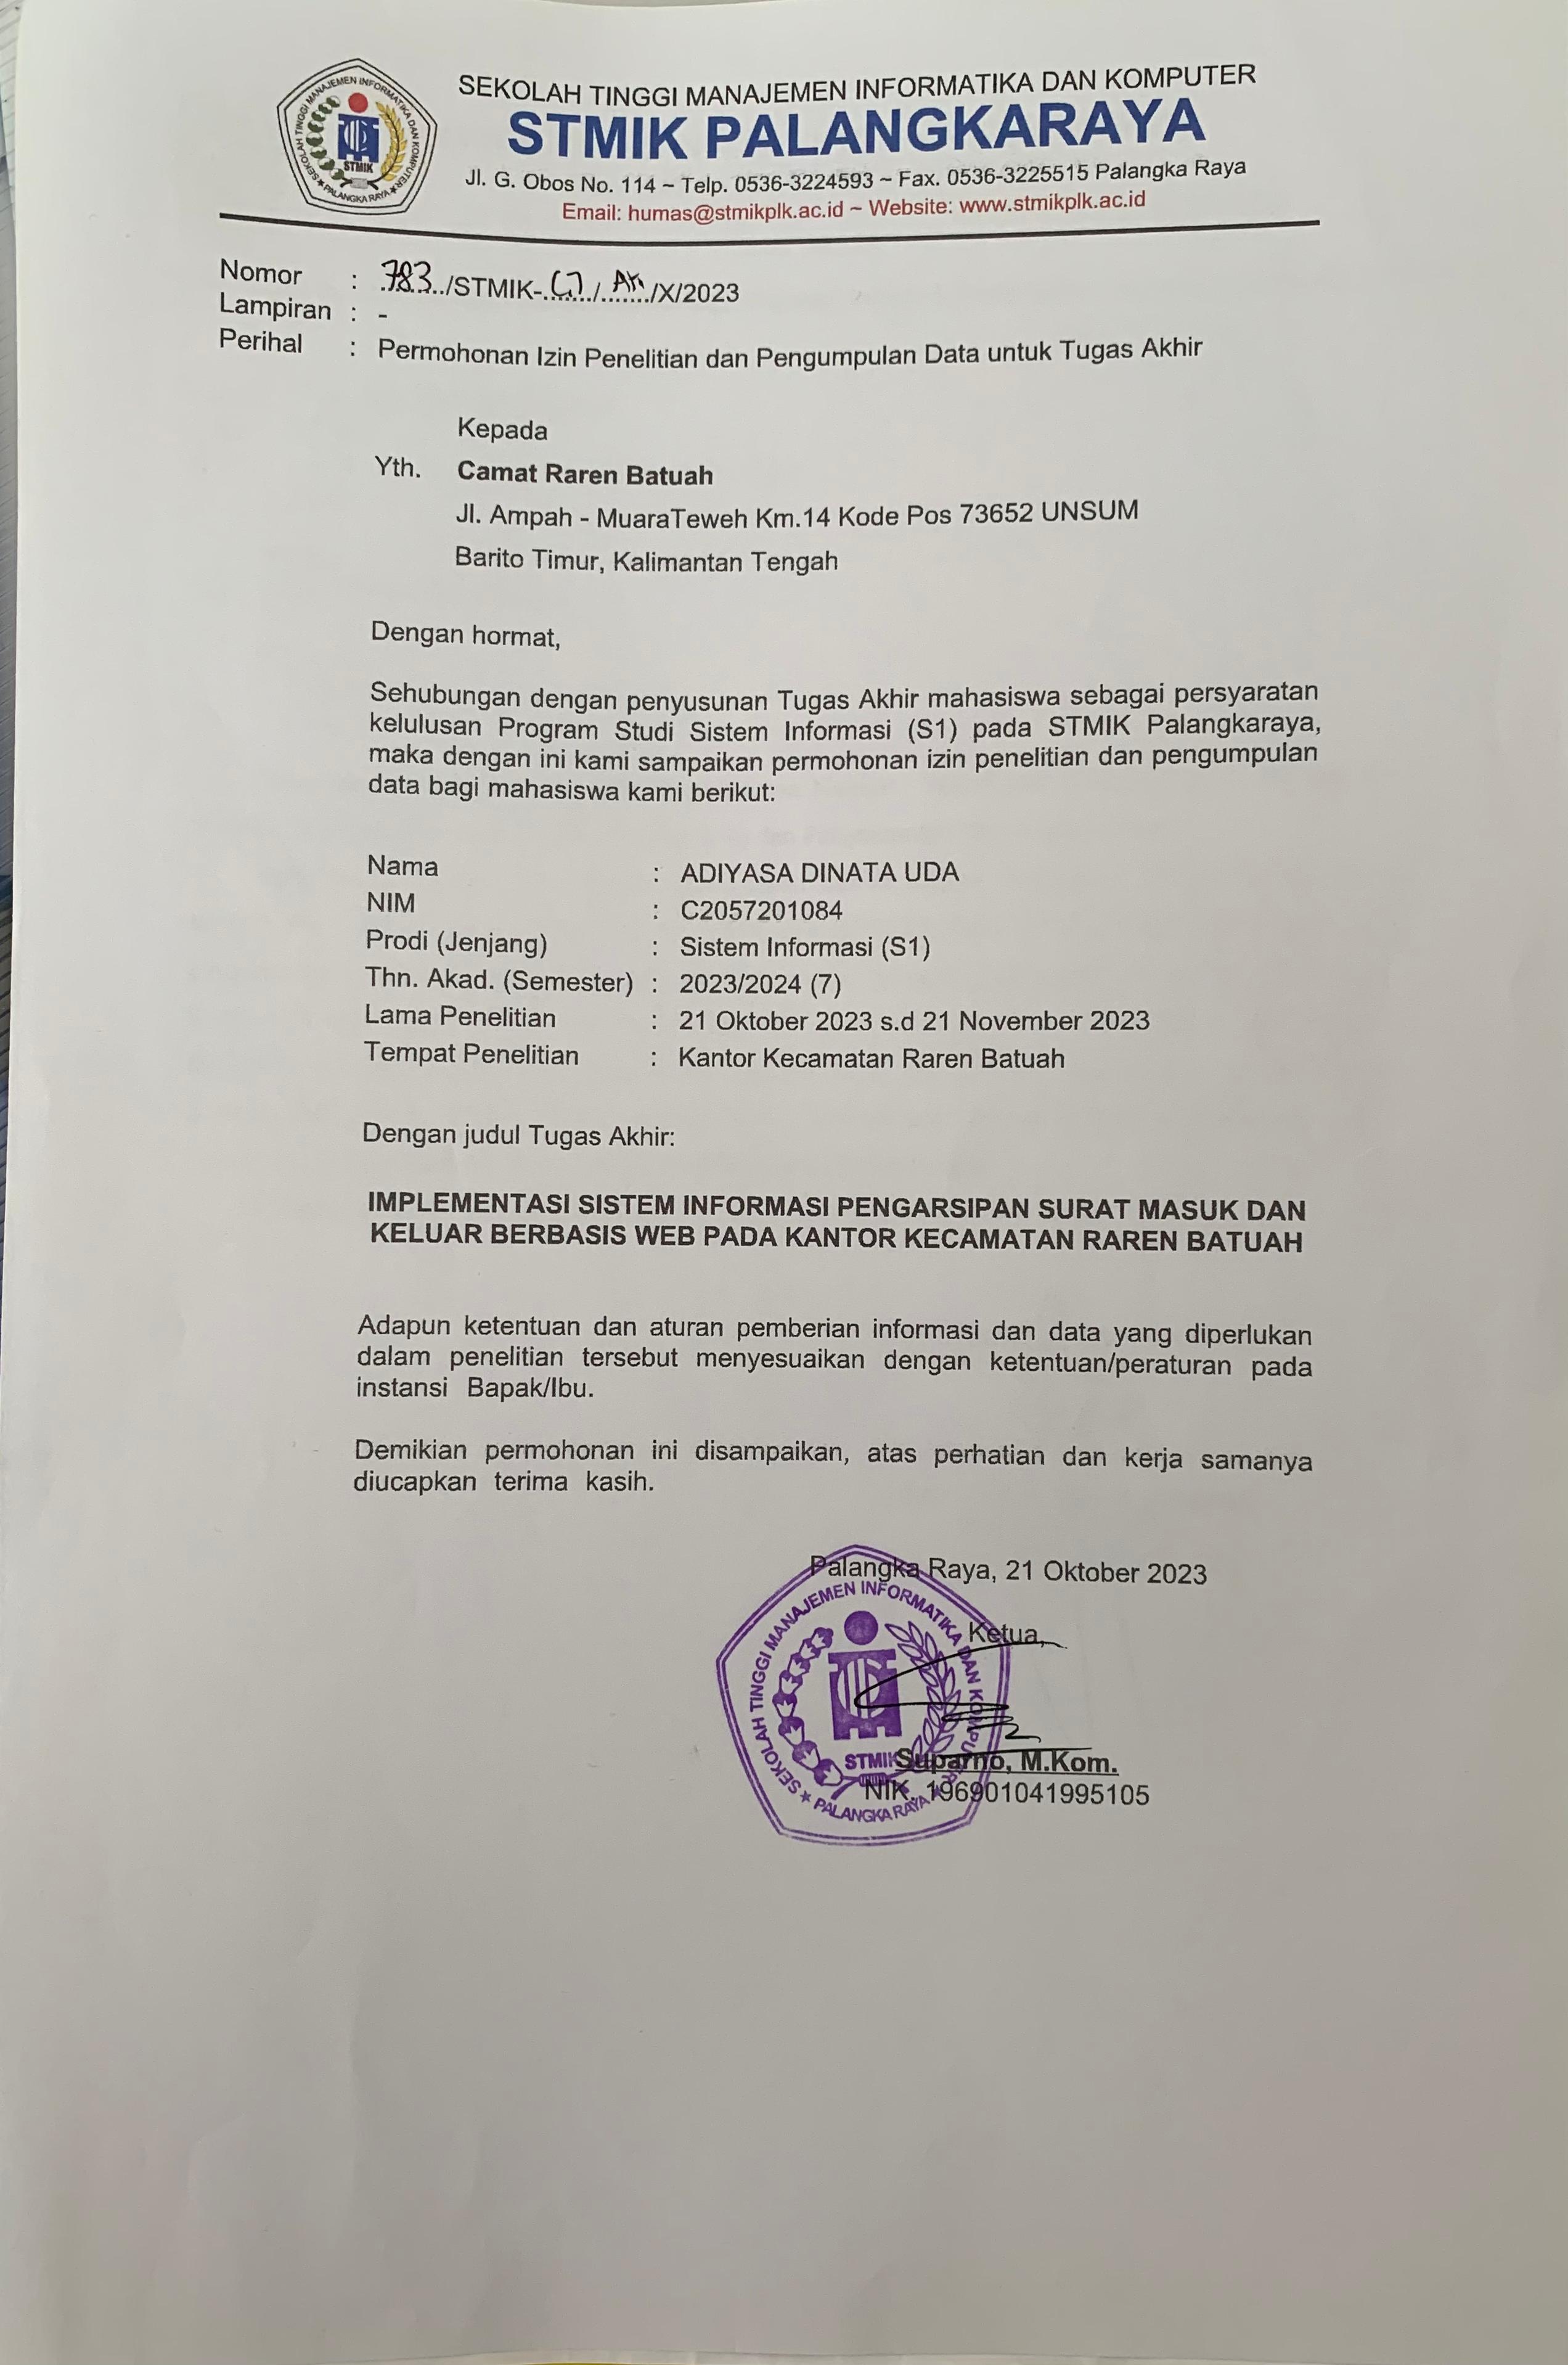 SEKOLAH TINGGI MANAJEMEN INFORMATIKA DAN KOMPUTER
STMIK PALANGKARAYA
Jl. G. Obos No. 114 ~ Telp. 0536-3224593 ~ Fax. 0536-3225515 Palangka Raya
Email: humas@stmikplk.ac.id ~ Website: www.stmikplk.ac.id
SEKOLAH TINGGI MANAJEMEN INFORMATIKA DAN KOMPUTER
STMIK
PALANGKA RAYA
Nomor : 783/STMIK-......./......./X/2023
Lampiran : -
Perihal : Permohonan Izin Penelitian dan Pengumpulan Data untuk Tugas Akhir
Kepada
Yth. Camat Raren Batuah
Jl. Ampah - MuaraTeweh Km.14 Kode Pos 73652 UNSUM
Barito Timur, Kalimantan Tengah
Dengan hormat,
Sehubungan dengan penyusunan Tugas Akhir mahasiswa sebagai persyaratan
kelulusan Program Studi Sistem Informasi (S1) pada STMIK Palangkaraya,
maka dengan ini kami sampaikan permohonan izin penelitian dan pengumpulan
data bagi mahasiswa kami berikut:
Nama : ADIYASA DINATA UDA
NIM : C2057201084
Prodi (Jenjang) : Sistem Informasi (S1)
Thn. Akad. (Semester) : 2023/2024 (7)
Lama Penelitian : 21 Oktober 2023 s.d 21 November 2023
Tempat Penelitian : Kantor Kecamatan Raren Batuah
Dengan judul Tugas Akhir:
IMPLEMENTASI SISTEM INFORMASI PENGARSIPAN SURAT MASUK DAN
KELUAR BERBASIS WEB PADA KANTOR KECAMATAN RAREN BATUAH
Adapun ketentuan dan aturan pemberian informasi dan data yang diperlukan
dalam penelitian tersebut menyesuaikan dengan ketentuan/peraturan pada
instansi Bapak/Ibu.
Demikian permohonan ini disampaikan, atas perhatian dan kerja samanya
diucapkan terima kasih.
Palangka Raya, 21 Oktober 2023
Ketua,
SEKOLAH TINGGI MANAJEMEN INFORMATIKA DAN KOMPUTER
STMIK
PALANGKA RAYA
Suparno, M.Kom.
NIK. 196901041995105